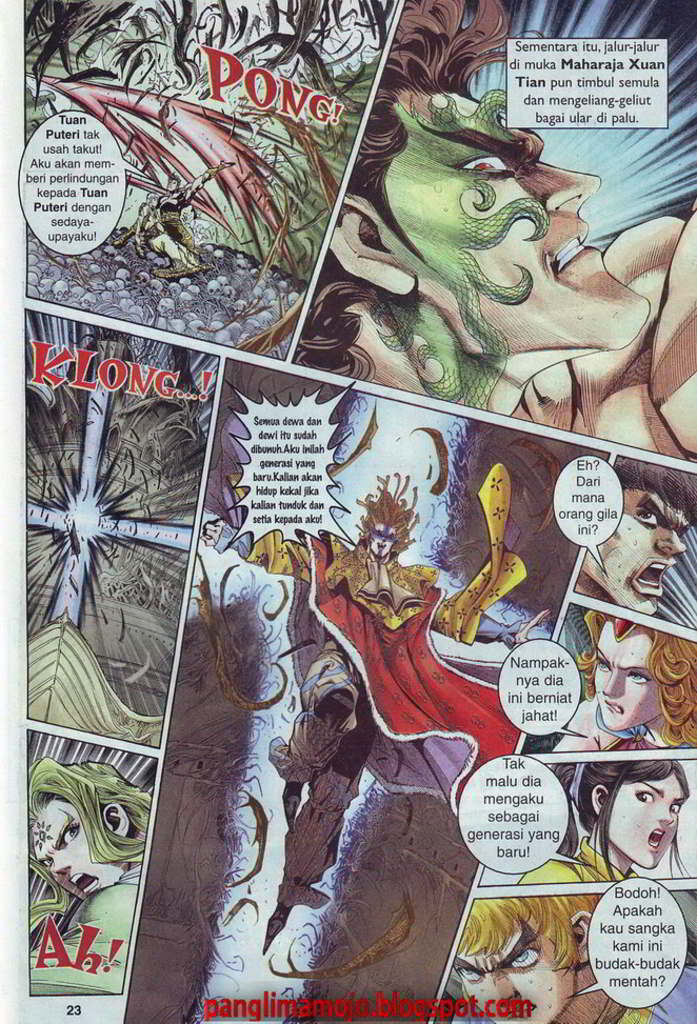 PONG!
Tuan
Puteri tak
usah takut!
Aku akan mem-
beri perlindungan
kepada Tuan
Puteri dengan
sedaya-
upayaku!
Sementara itu, jalur-jalur
di muka Maharaja Xuan
Tian pun timbul semula
dan mengeliang-geliut
bagai ular di palu.
KLONG...!
Semua dewa dan
dewi itu sudah
dibunuh.Aku inilah
generasi yang
baru.Kalian akan
hidup kekal jika
kalian tunduk dan
setia kepada aku!
Eh?
Dari
mana
orang gila
ini?
Nampak-
nya dia
ini berniat
jahat!
Tak
malu dia
mengaku
sebagai
generasi yang
baru!
Ah!
Bodoh!
Apakah
kau sangka
kami ini
budak-budak
mentah?
23
panglimamojo.blogspot.com